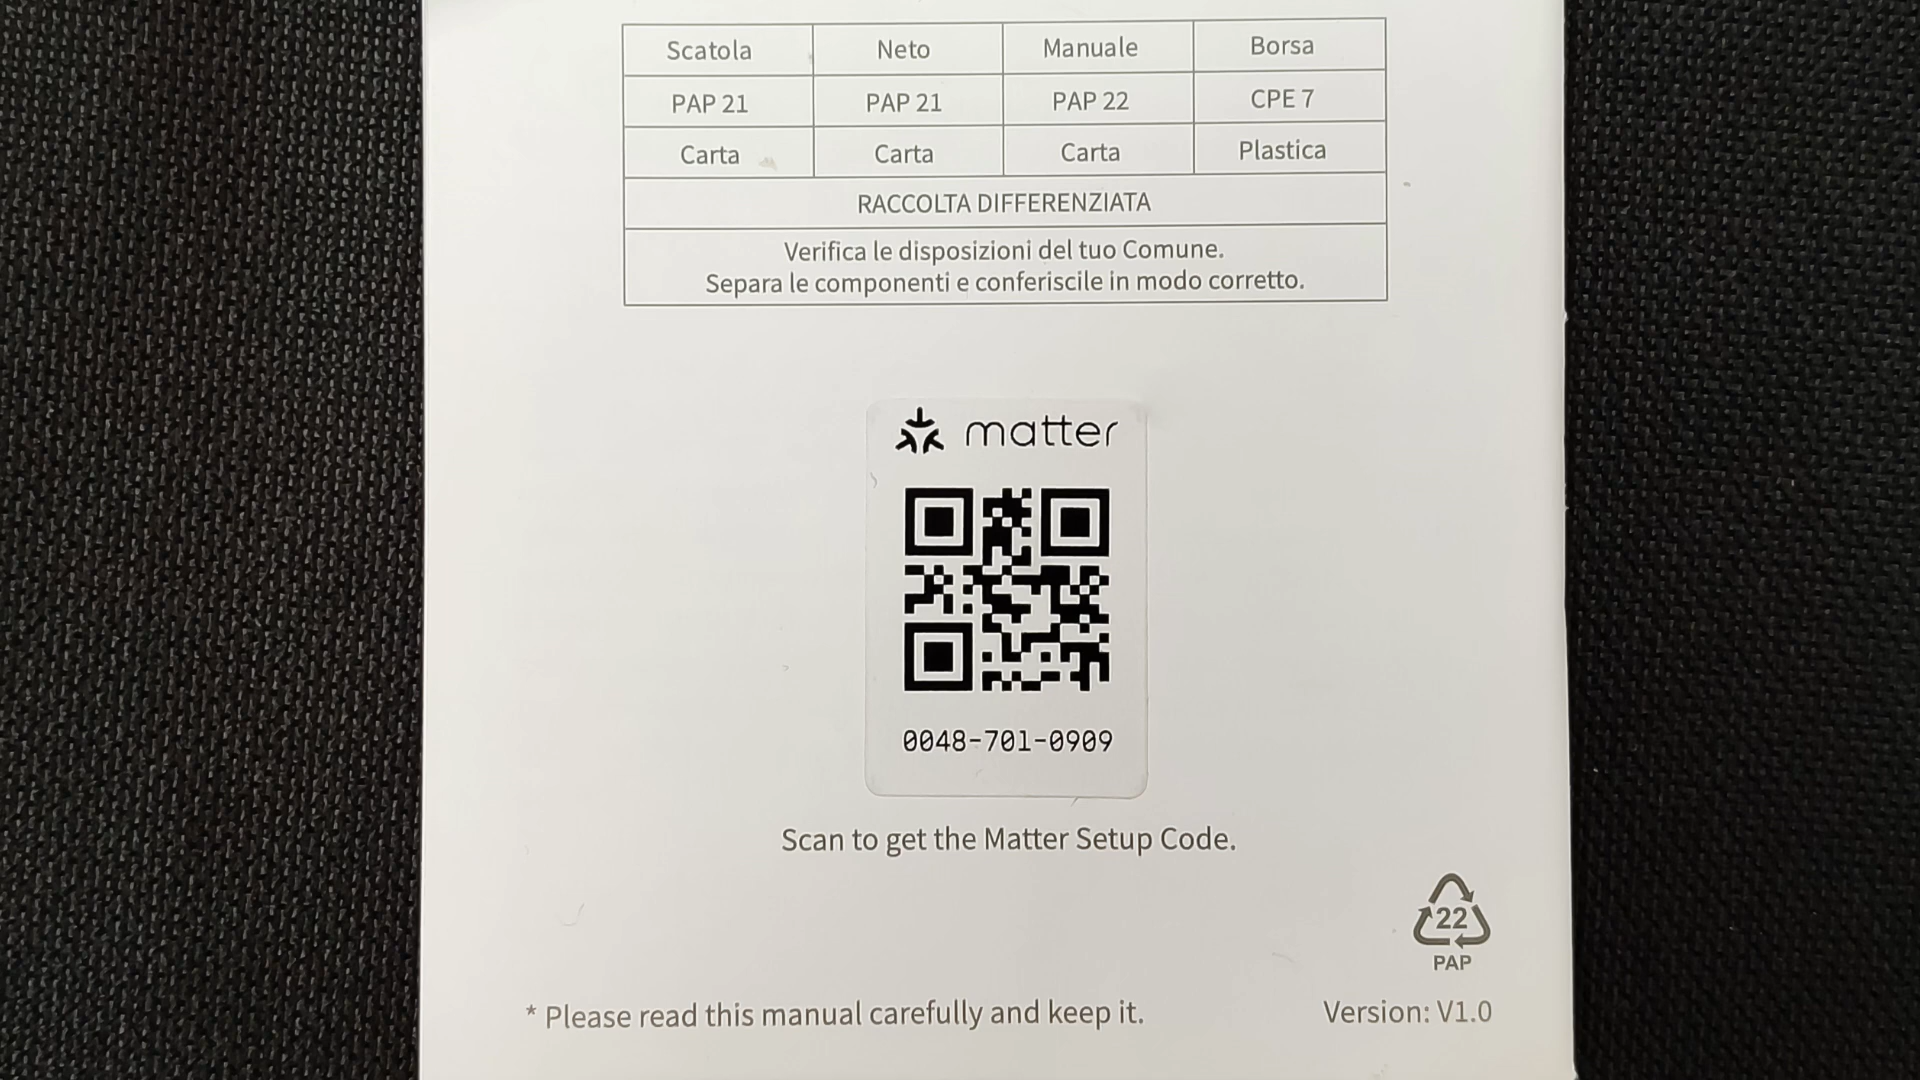 Scatola Neto Manuale Borsa
PAP 21 PAP 21 PAP 22 CPE 7
Carta Carta Carta Plastica
RACCOLTA DIFFERENZIATA
Verifica le disposizioni del tuo Comune.
Separa le componenti e conferiscile in modo corretto.
matter
0048-701-0909
Scan to get the Matter Setup Code.
22
PAP
* Please read this manual carefully and keep it.
Version: V1.0